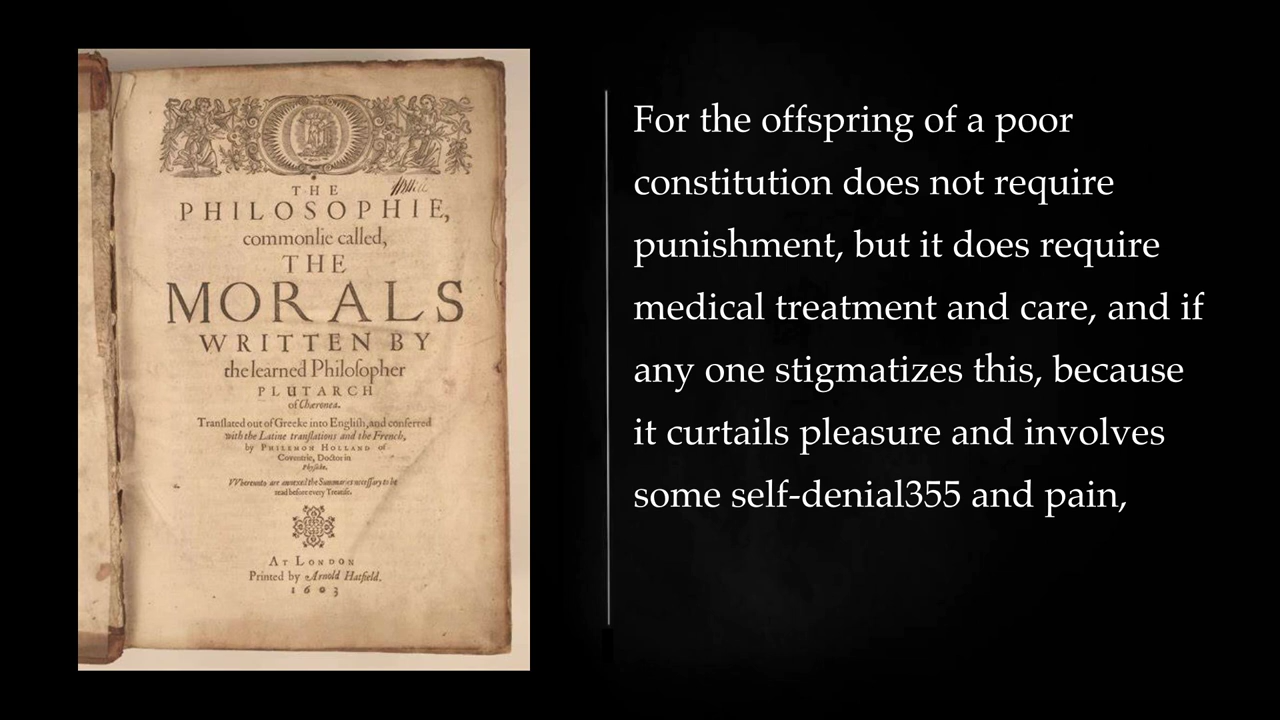 THE
PHILOSOPHIE,
commonlie called,
THE
MORALS
WRITTEN BY
the learned Philosopher
PLUTARCH
of Chæronea.
Translated out of Greeke into English, and conferred
with the Latine translations and the French,
by PHILEMON HOLLAND of
Coventrie, Doctor in
Physicke.
VVhereunto are annexed the Summaries necessary to be
read before every Treatise.
AT LONDON
Printed by Arnold Hatfield.
1603
For the offspring of a poor
constitution does not require
punishment, but it does require
medical treatment and care, and if
any one stigmatizes this, because
it curtails pleasure and involves
some self-denial355 and pain,